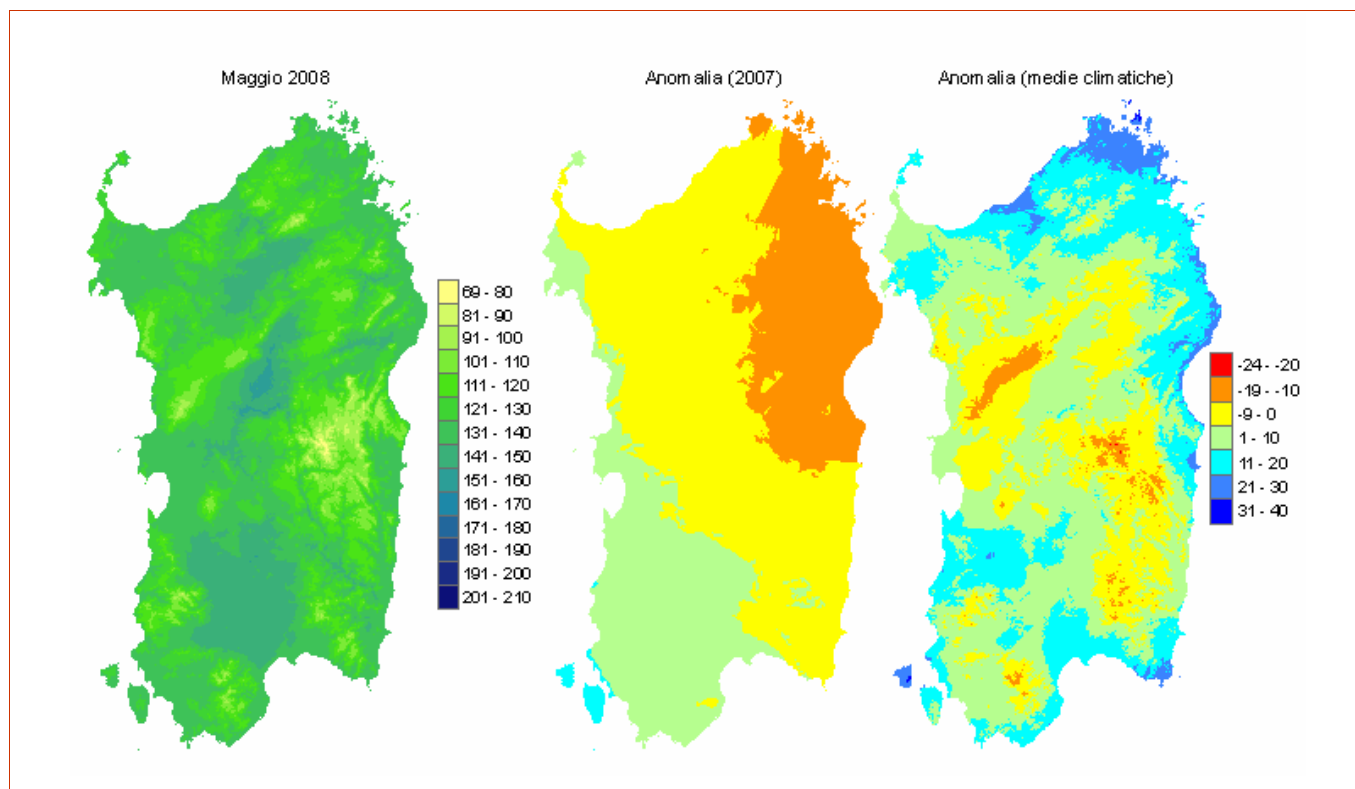 Maggio 2008
Anomalia (2007)
Anomalia (medie climatiche)
69 - 80
81 - 90
91 - 100
101 - 110
111 - 120
121 - 130
131 - 140
141 - 150
151 - 160
161 - 170
171 - 180
181 - 190
191 - 200
201 - 210
-24 - -20
-19 - -10
-9 - 0
1 - 10
11 - 20
21 - 30
31 - 40